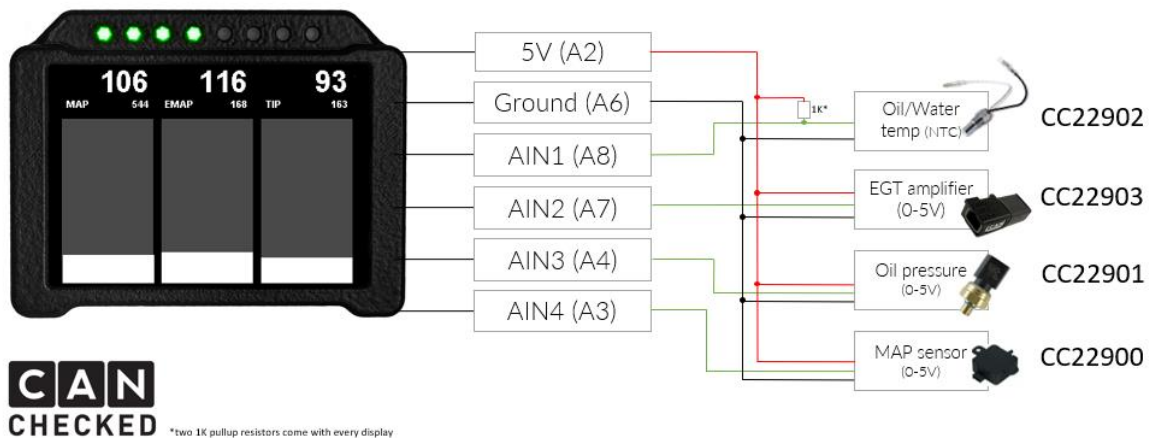 106 116 93
MAP 544 EMAP 168 TIP 163
5V (A2)
Ground (A6)
AIN1 (A8)
AIN2 (A7)
AIN3 (A4)
AIN4 (A3)
1K*
Oil/Water
temp (NTC)
CC22902
EGT amplifier
(0-5V)
CC22903
Oil pressure
(0-5V)
CC22901
MAP sensor
(0-5V)
CC22900
CAN
CHECKED
*two 1K pullup resistors come with every display